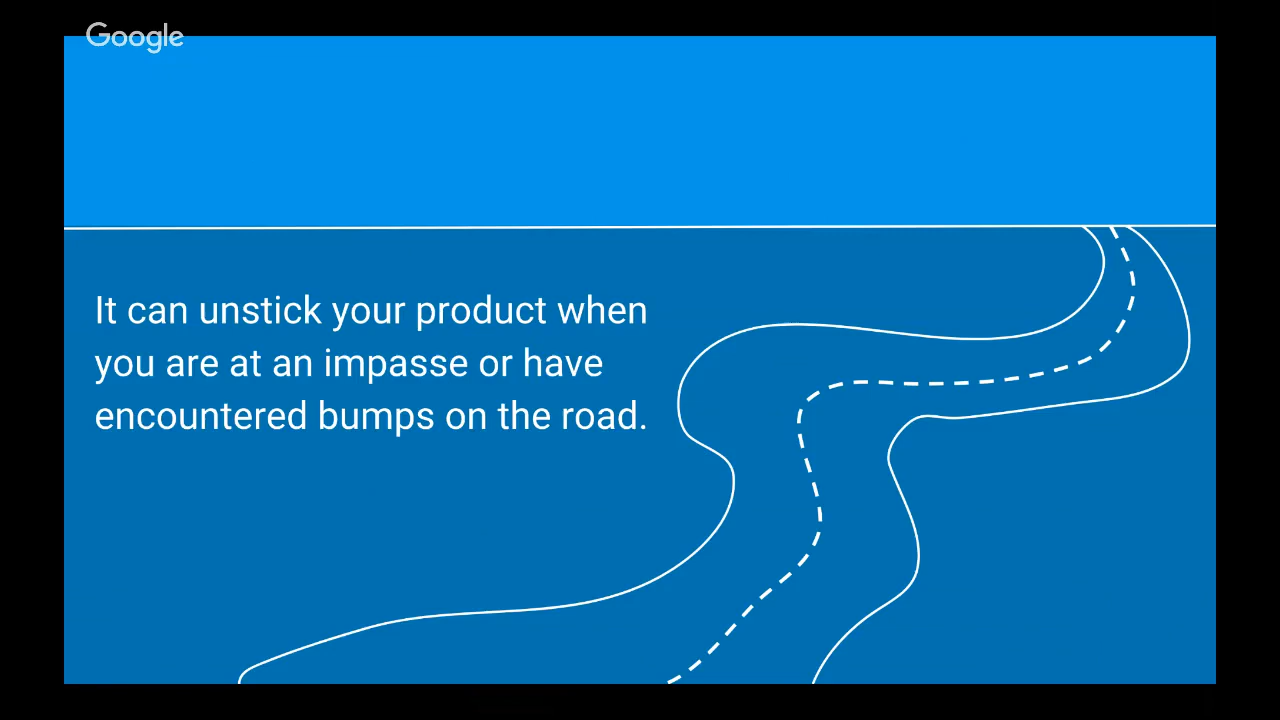 Google
It can unstick your product when
you are at an impasse or have
encountered bumps on the road.